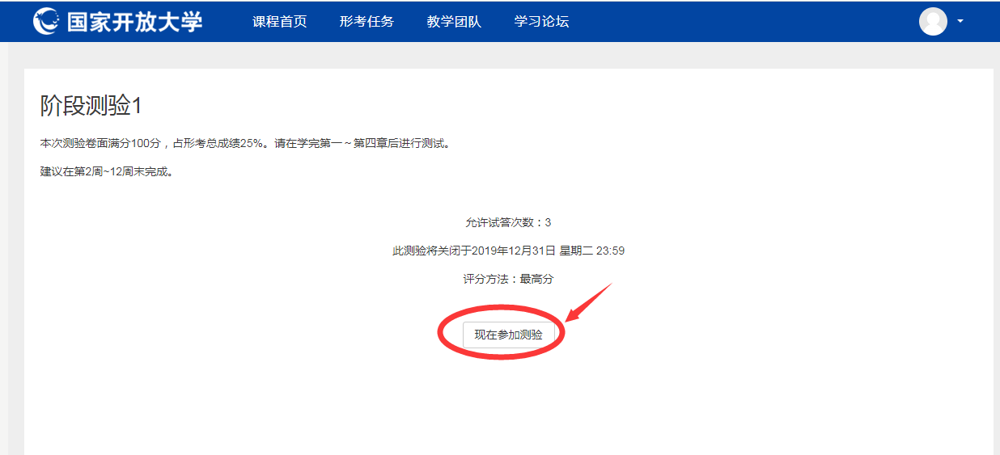 国家开放大学 课程首页 形考任务 教学团队 学习论坛
阶段测验1
本次测验卷面满分100分，占形考总成绩25%。请在学完第一～第四章后进行测试。
建议在第2周~12周末完成。
允许试答次数：3
此测验将关闭于2019年12月31日 星期二 23:59
评分方法：最高分
现在参加测验